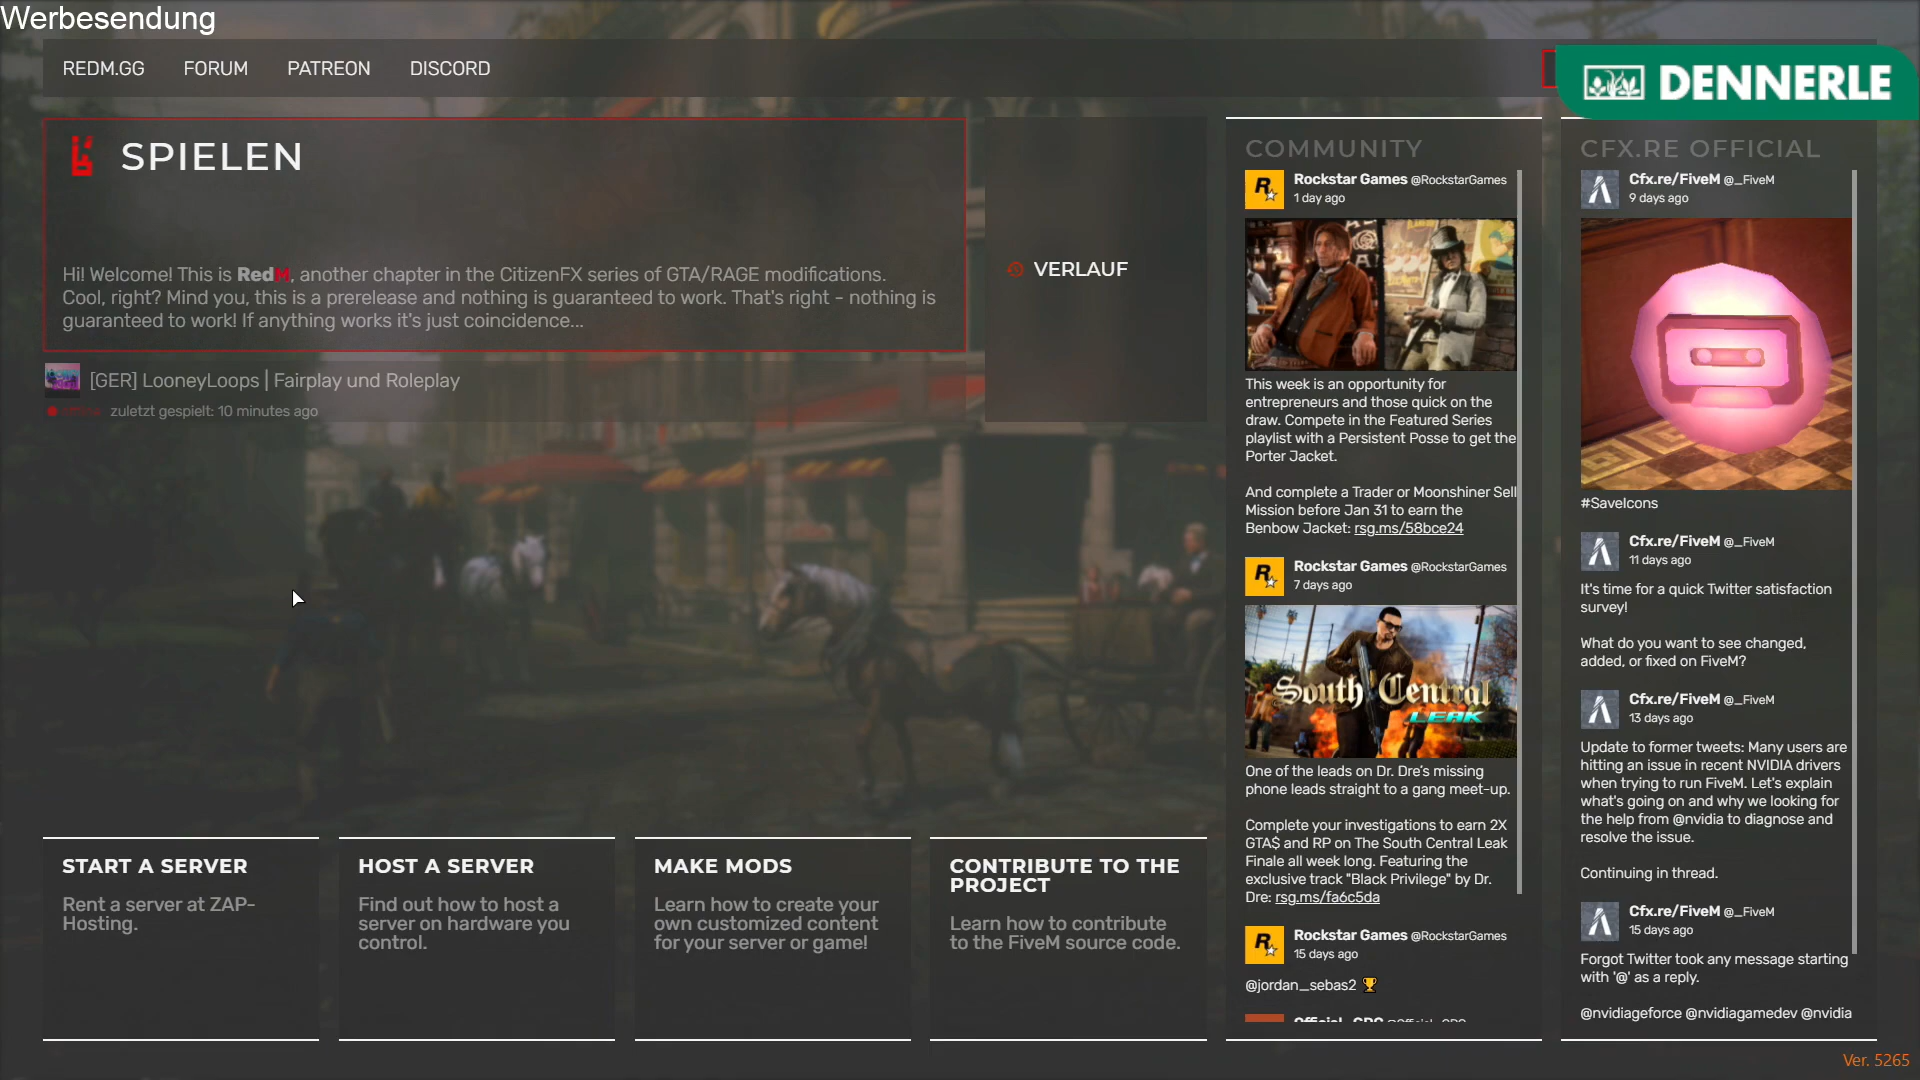 Werbesendung
REDM.GG
FORUM
PATREON
DISCORD
DENNERLE
SPIELEN
Hi! Welcome! This is RedM, another chapter in the CitizenFX series of GTA/RAGE modifications.
Cool, right? Mind you, this is a prerelease and nothing is guaranteed to work. That's right - nothing is
guaranteed to work! If anything works it's just coincidence...
[GER] LooneyLoops | Fairplay und Roleplay
zuletzt gespielt: 10 minutes ago
VERLAUF
START A SERVER
Rent a server at ZAP-
Hosting.
HOST A SERVER
Find out how to host a
server on hardware you
control.
MAKE MODS
Learn how to create your
own customized content
for your server or game!
CONTRIBUTE TO THE
PROJECT
Learn how to contribute
to the FiveM source code.
COMMUNITY
Rockstar Games @RockstarGames
1 day ago
This week is an opportunity for
entrepreneurs and those quick on the
draw. Compete in the Featured Series
playlist with a Persistent Posse to get the
Porter Jacket.
And complete a Trader or Moonshiner Sell
Mission before Jan 31 to earn the
Benbow Jacket: rsg.ms/58bce24
Rockstar Games @RockstarGames
7 days ago
South Central
LEAK
One of the leads on Dr. Dre's missing
phone leads straight to a gang meet-up.
Complete your investigations to earn 2X
GTA$ and RP on The South Central Leak
Finale all week long. Featuring the
exclusive track "Black Privilege" by Dr.
Dre: rsg.ms/fa6c5da
Rockstar Games @RockstarGames
15 days ago
@jordan_sebas2 🏆
CFX.RE OFFICIAL
Cfx.re/FiveM @_FiveM
9 days ago
#SaveIcons
Cfx.re/FiveM @_FiveM
11 days ago
It's time for a quick Twitter satisfaction
survey!
What do you want to see changed,
added, or fixed on FiveM?
Cfx.re/FiveM @_FiveM
13 days ago
Update to former tweets: Many users are
hitting an issue in recent NVIDIA drivers
when trying to run FiveM. Let's explain
what's going on and why we looking for
the help from @nvidia to diagnose and
resolve the issue.
Continuing in thread.
Cfx.re/FiveM @_FiveM
15 days ago
Forgot Twitter took any message starting
with '@' as a reply.
@nvidiageforce @nvidiagamedev @nvidia
Ver. 5265